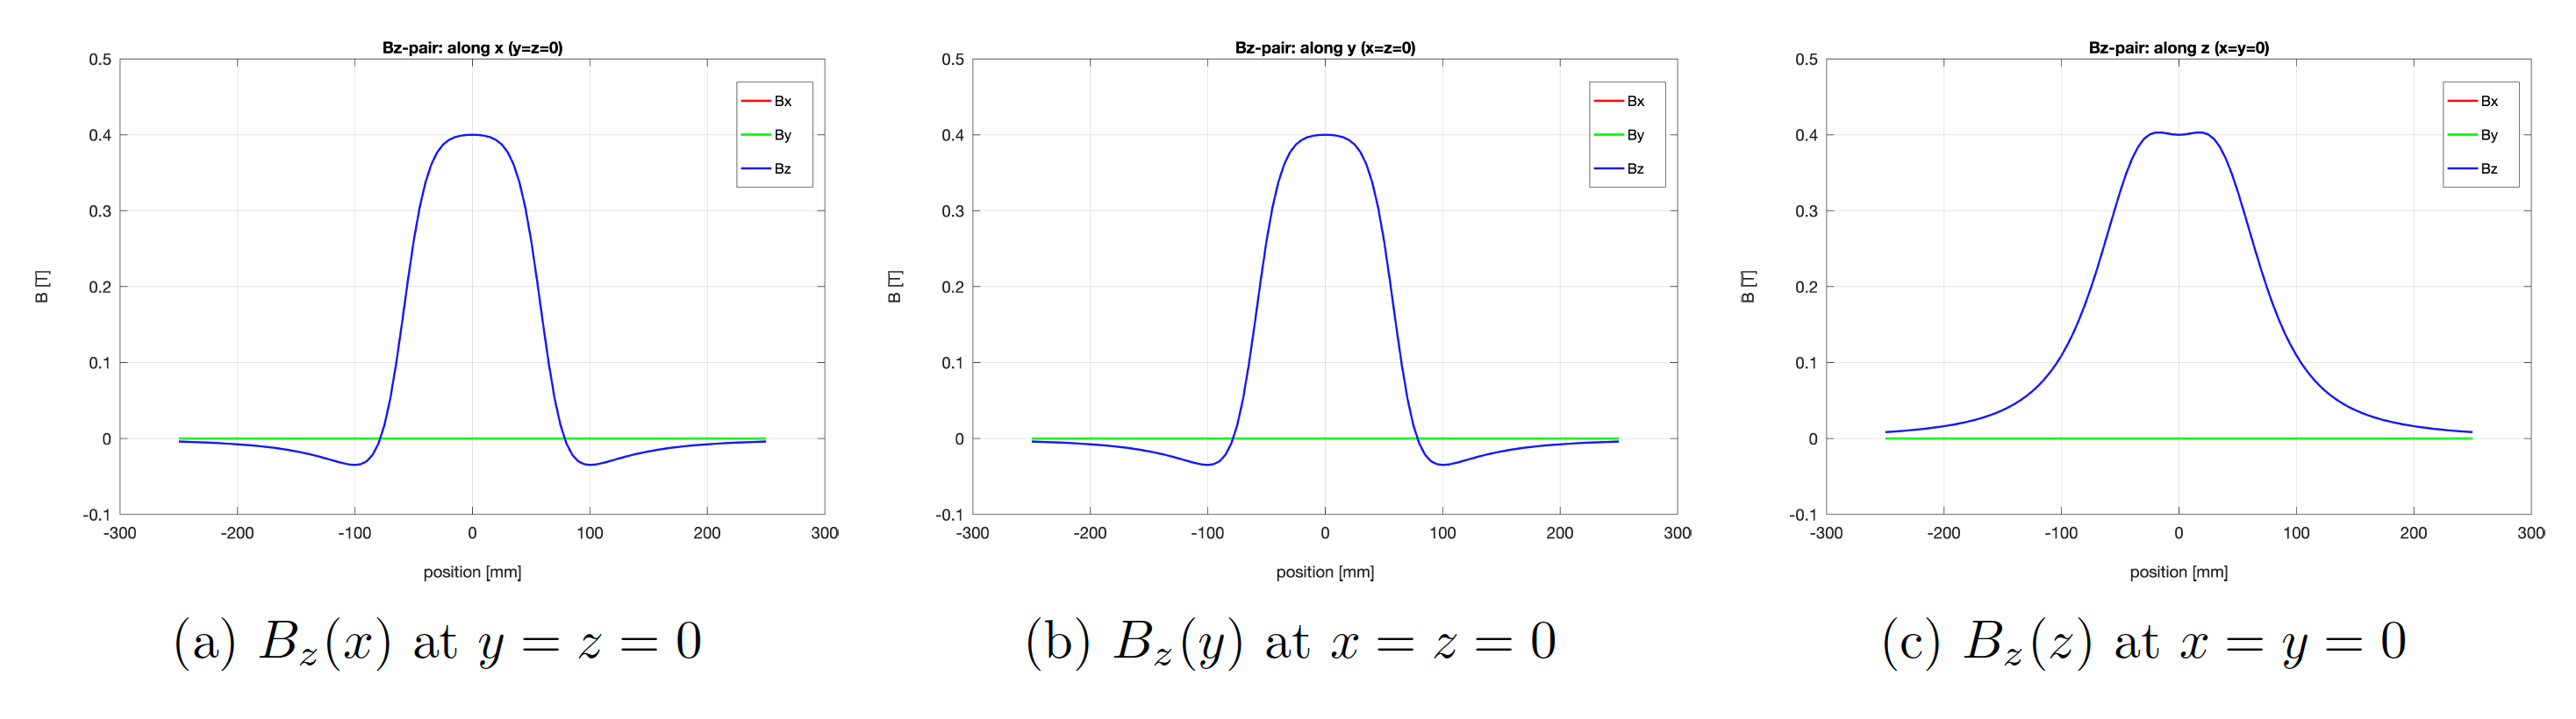 Bz-pair: along x (y=z=0)
0.5
0.4
0.3
0.2
0.1
0
-0.1
B [T]
-300 -200 -100 0 100 200 300
position [mm]
Bx
By
Bz
(a) B_z(x) at y = z = 0
Bz-pair: along y (x=z=0)
0.5
0.4
0.3
0.2
0.1
0
-0.1
B [T]
-300 -200 -100 0 100 200 300
position [mm]
Bx
By
Bz
(b) B_z(y) at x = z = 0
Bz-pair: along z (x=y=0)
0.5
0.4
0.3
0.2
0.1
0
-0.1
B [T]
-300 -200 -100 0 100 200 300
position [mm]
Bx
By
Bz
(c) B_z(z) at x = y = 0